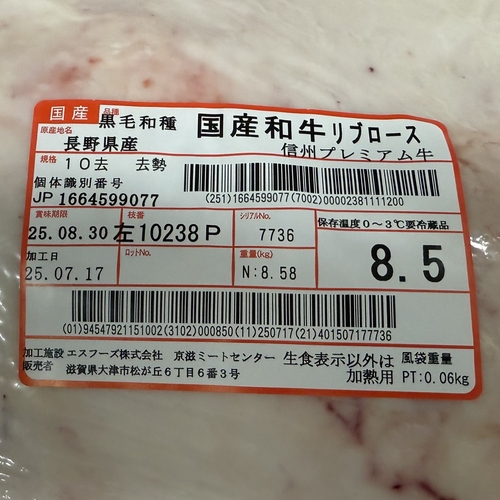 国産 品種 黒毛和種 国産和牛リブロース
原産地名 長野県産 信州プレミアム牛
規格 10去 去勢
(251)1664599077(7002)00002381111200
個体識別番号
JP 1664599077
賞味期限 枝番 シリアルNo. 保存温度0~3℃要冷蔵品
25.08.30 左10238P 7736
加工日 ロットNo. 重量(kg) 8.5
25.07.17 N:8.58
(01)94547921151002(3102)000850(11)250717(21)401507177736
加工施設 エスフーズ株式会社 京滋ミートセンター 生食表示以外は 風袋重量
販売者 滋賀県大津市松が丘6丁目6番3号 加熱用 PT:0.06kg